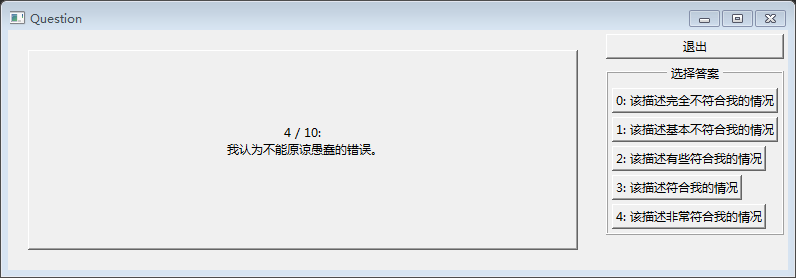 Question
4 / 10:
我认为不能原谅愚蠢的错误。
退出
选择答案
0: 该描述完全不符合我的情况
1: 该描述基本不符合我的情况
2: 该描述有些符合我的情况
3: 该描述符合我的情况
4: 该描述非常符合我的情况